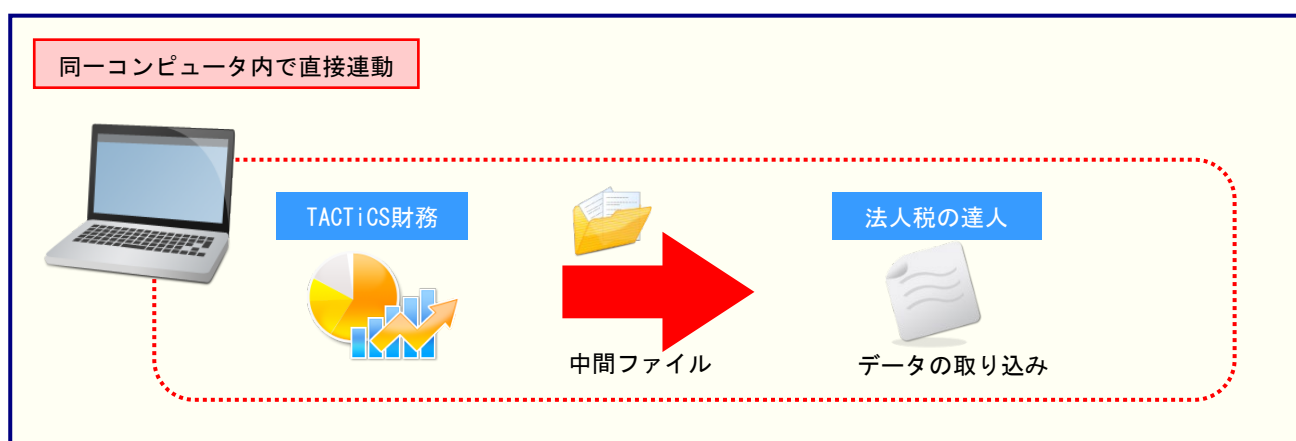 同一コンピュータ内で直接連動
TACTiCS財務
法人税の達人
中間ファイル
データの取り込み